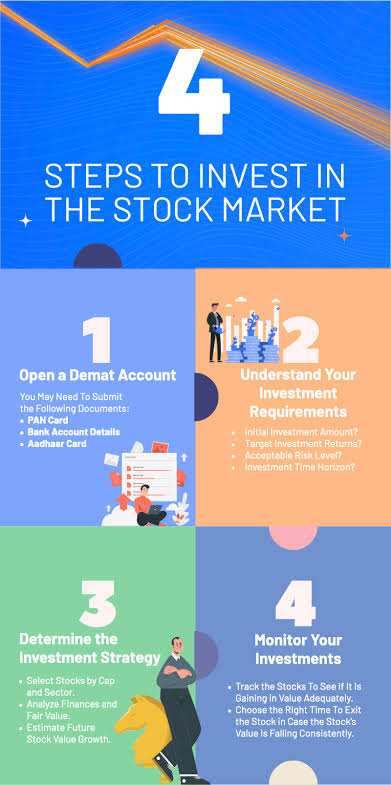 4
STEPS TO INVEST IN
THE STOCK MARKET
1
Open a Demat Account
You May Need To Submit
the Following Documents:
• PAN Card
• Bank Account Details
• Aadhaer Card
2
Understand Your
Investment
Requirements
• Initial Investment Amount?
• Target Investment Returns?
• Acceptable Risk Level?
• Investment Time Horizon?
3
Determine the
Investment Strategy
• Select Stocks by Cap
and Sector.
• Analyze Finances and
Fair Value.
• Estimate Future
Stock Value Growth.
4
Monitor Your
Investments
• Track the Stocks To See if It Is
Gaining in Value Adequately.
• Choose the Right Time To Exit
the Stock in Case the Stock's
Value Is Falling Consistently.